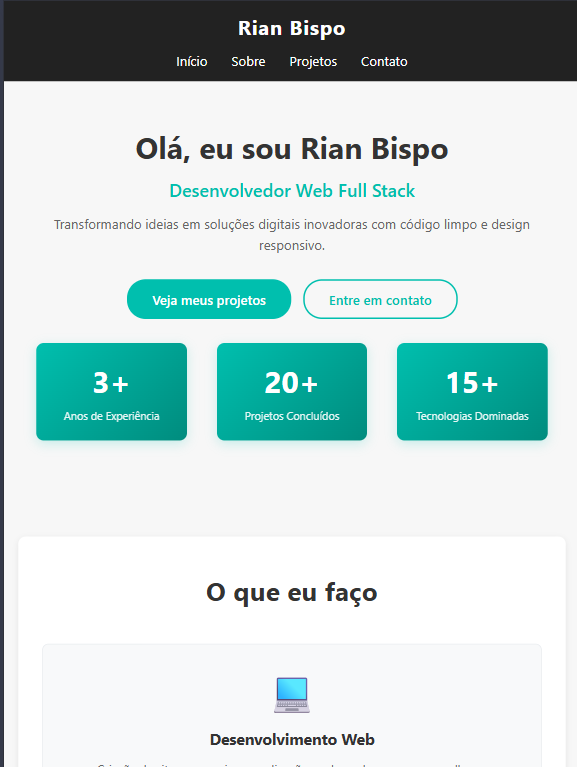 Rian Bispo
Início Sobre Projetos Contato
Olá, eu sou Rian Bispo
Desenvolvedor Web Full Stack
Transformando ideias em soluções digitais inovadoras com código limpo e design
responsivo.
Veja meus projetos Entre em contato
3+ 20+ 15+
Anos de Experiência Projetos Concluídos Tecnologias Dominadas
O que eu faço
Desenvolvimento Web